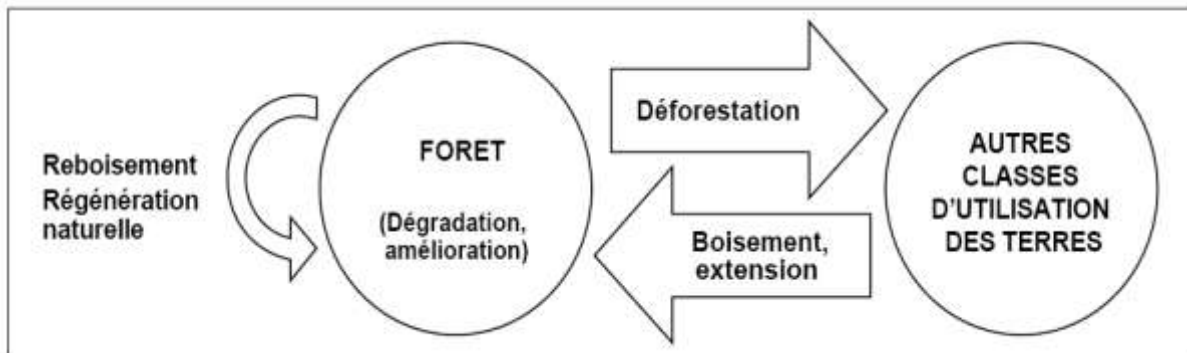 Reboisement
Régénération
naturelle
FORET
(Dégradation,
amélioration)
Déforestation
Boisement,
extension
AUTRES
CLASSES
D'UTILISATION
DES TERRES